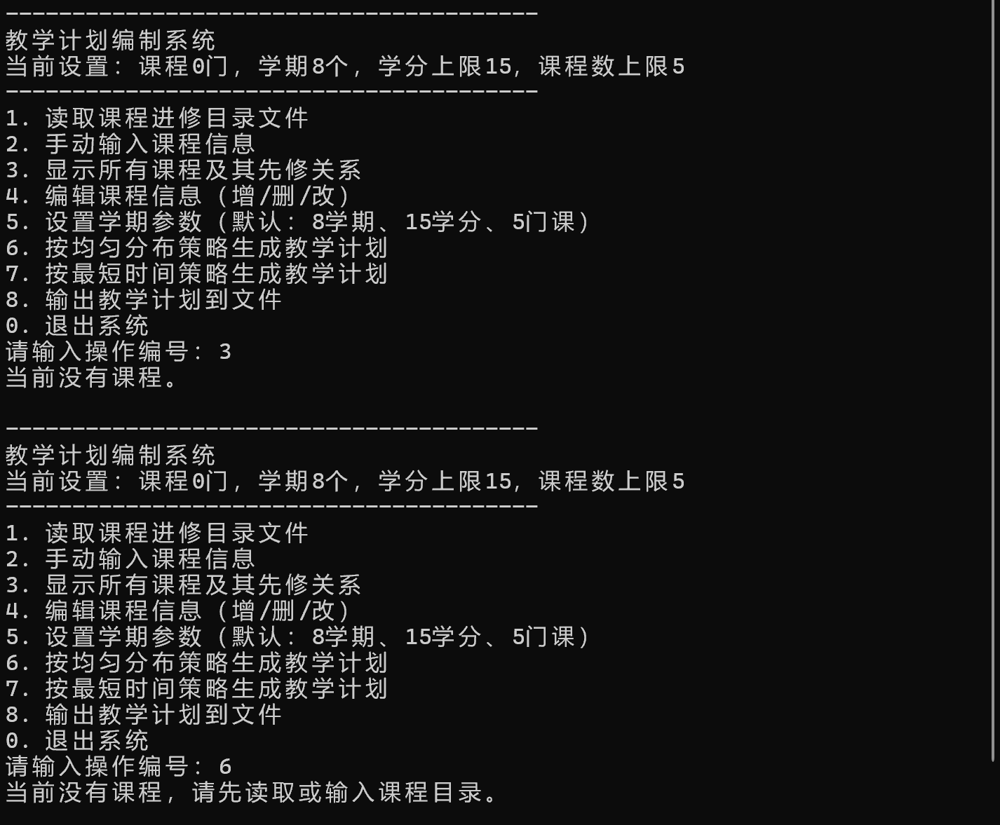 ----------------------------------------
教学计划编制系统
当前设置：课程0门，学期8个，学分上限15，课程数上限5
----------------------------------------
1. 读取课程进修目录文件
2. 手动输入课程信息
3. 显示所有课程及其先修关系
4. 编辑课程信息（增/删/改）
5. 设置学期参数（默认：8学期、15学分、5门课）
6. 按均匀分布策略生成教学计划
7. 按最短时间策略生成教学计划
8. 输出教学计划到文件
0. 退出系统
请输入操作编号：3
当前没有课程。
----------------------------------------
教学计划编制系统
当前设置：课程0门，学期8个，学分上限15，课程数上限5
----------------------------------------
1. 读取课程进修目录文件
2. 手动输入课程信息
3. 显示所有课程及其先修关系
4. 编辑课程信息（增/删/改）
5. 设置学期参数（默认：8学期、15学分、5门课）
6. 按均匀分布策略生成教学计划
7. 按最短时间策略生成教学计划
8. 输出教学计划到文件
0. 退出系统
请输入操作编号：6
当前没有课程，请先读取或输入课程目录。